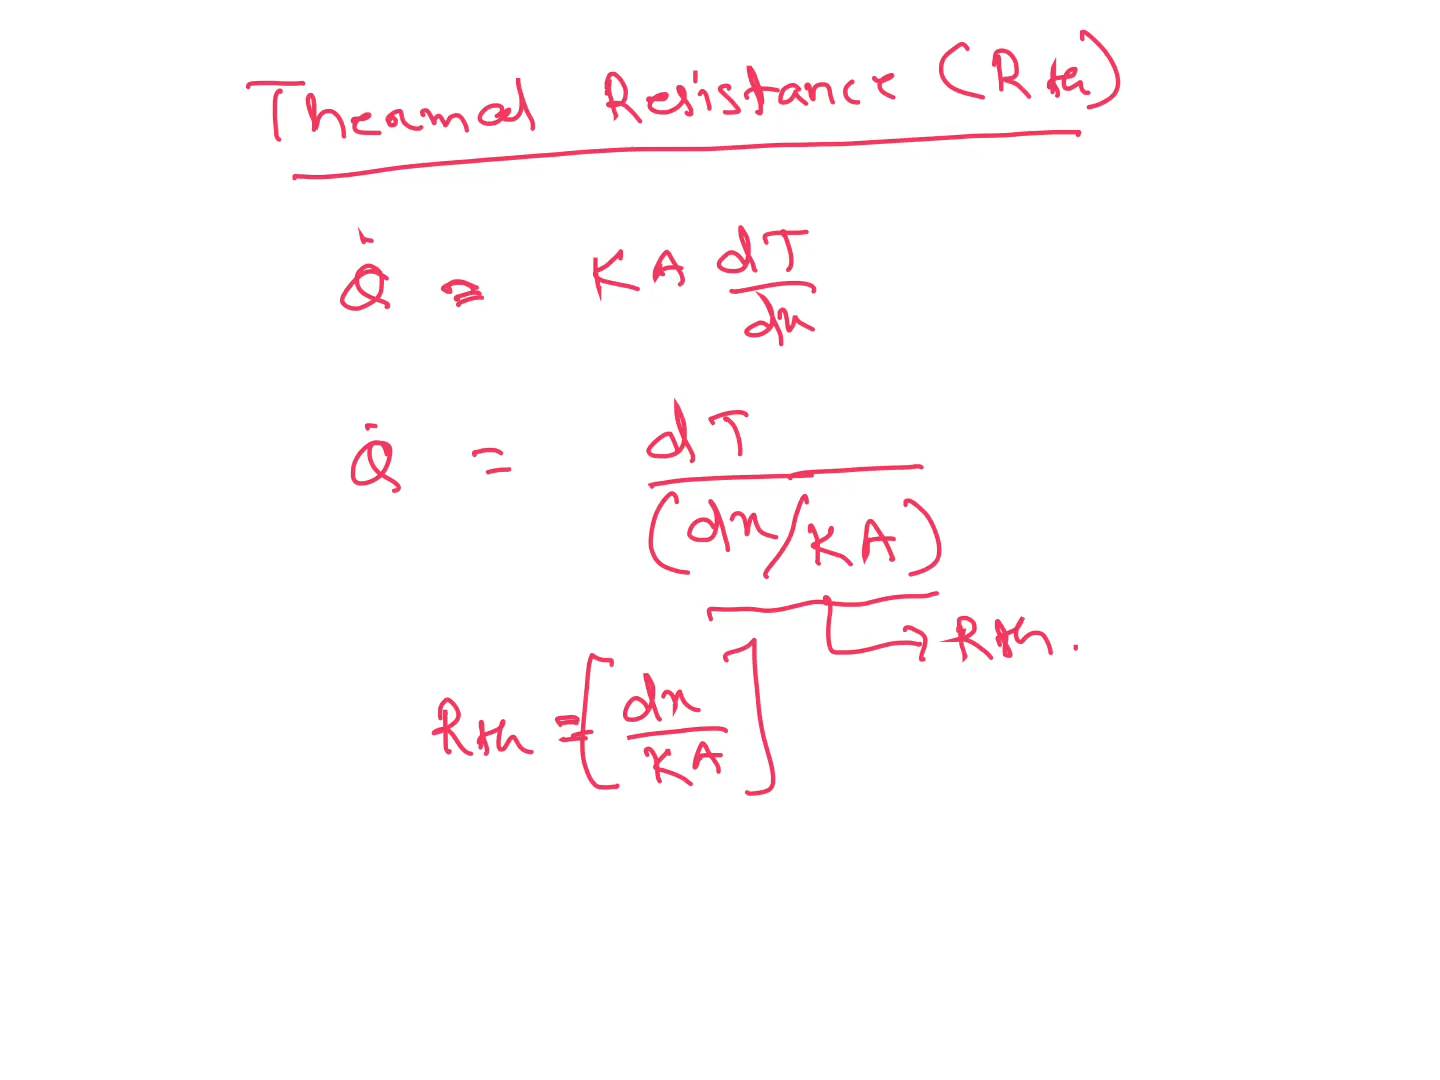 Thermal Resistance (Rth)
Q̇ = KA dT/dx
Q̇ = dT/(dx/KA)
→ Rth.
Rth = [dx/KA]